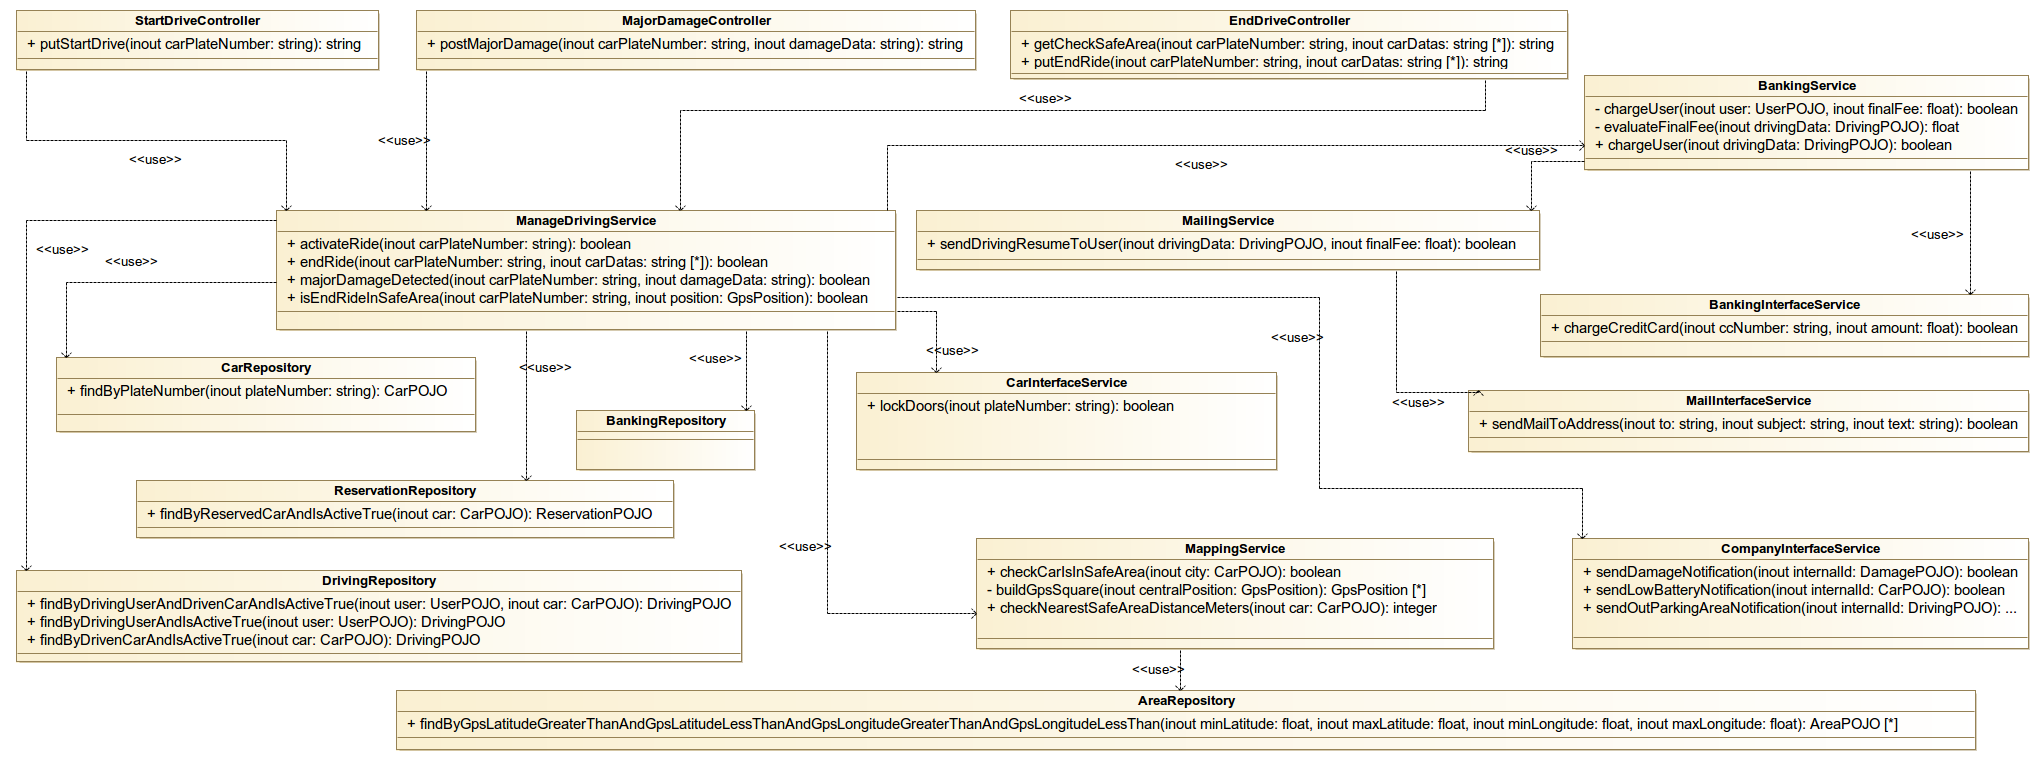 StartDriveController
+ putStartDrive(inout carPlateNumber: string): string
MajorDamageController
+ postMajorDamage(inout carPlateNumber: string, inout damageData: string): string
EndDriveController
+ getCheckSafeArea(inout carPlateNumber: string, inout carDatas: string [*]): string
+ putEndRide(inout carPlateNumber: string, inout carDatas: string [*]): string
BankingService
- chargeUser(inout user: UserPOJO, inout finalFee: float): boolean
- evaluateFinalFee(inout drivingData: DrivingPOJO): float
+ chargeUser(inout drivingData: DrivingPOJO): boolean
<<use>>
<<use>>
<<use>>
<<use>>
<<use>>
ManageDrivingService
+ activateRide(inout carPlateNumber: string): boolean
+ endRide(inout carPlateNumber: string, inout carDatas: string [*]): boolean
+ majorDamageDetected(inout carPlateNumber: string, inout damageData: string): boolean
+ isEndRideInSafeArea(inout carPlateNumber: string, inout position: GpsPosition): boolean
MailingService
+ sendDrivingResumeToUser(inout drivingData: DrivingPOJO, inout finalFee: float): boolean
<<use>>
<<use>>
<<use>>
BankingInterfaceService
+ chargeCreditCard(inout ccNumber: string, inout amount: float): boolean
<<use>>
<<use>>
<<use>>
<<use>>
CarRepository
+ findByPlateNumber(inout plateNumber: string): CarPOJO
BankingRepository
CarInterfaceService
+ lockDoors(inout plateNumber: string): boolean
<<use>>
MailInterfaceService
+ sendMailToAddress(inout to: string, inout subject: string, inout text: string): boolean
ReservationRepository
+ findByReservedCarAndIsActiveTrue(inout car: CarPOJO): ReservationPOJO
<<use>>
MappingService
+ checkCarIsInSafeArea(inout city: CarPOJO): boolean
- buildGpsSquare(inout centralPosition: GpsPosition): GpsPosition [*]
+ checkNearestSafeAreaDistanceMeters(inout car: CarPOJO): integer
CompanyInterfaceService
+ sendDamageNotification(inout internalId: DamagePOJO): boolean
+ sendLowBatteryNotification(inout internalId: CarPOJO): boolean
+ sendOutParkingAreaNotification(inout internalId: DrivingPOJO): ...
DrivingRepository
+ findByDrivingUserAndDrivenCarAndIsActiveTrue(inout user: UserPOJO, inout car: CarPOJO): DrivingPOJO
+ findByDrivingUserAndIsActiveTrue(inout user: UserPOJO): DrivingPOJO
+ findByDrivenCarAndIsActiveTrue(inout car: CarPOJO): DrivingPOJO
<<use>>
AreaRepository
+ findByGpsLatitudeGreaterThanAndGpsLatitudeLessThanAndGpsLongitudeGreaterThanAndGpsLongitudeLessThan(inout minLatitude: float, inout maxLatitude: float, inout minLongitude: float, inout maxLongitude: float): AreaPOJO [*]